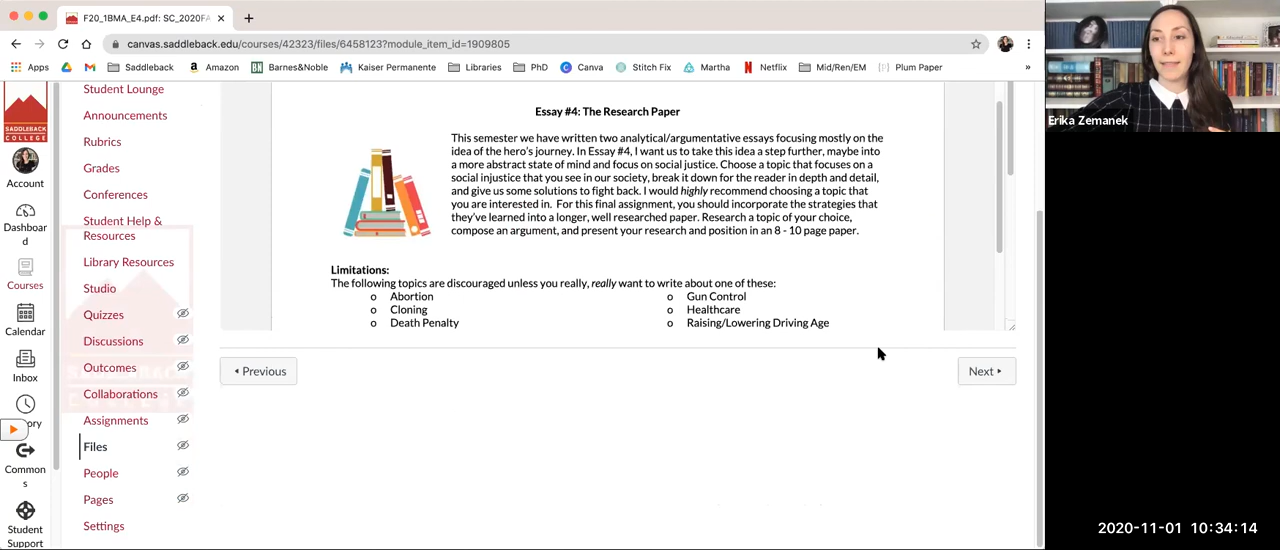 F20_1BMA_E4.pdf: SC_2020FA
canvas.saddleback.edu/courses/42323/files/6458123?module_item_id=1909805
Apps Saddleback Amazon Barnes&Noble Kaiser Permanente Libraries PhD Canva Stitch Fix Martha Netflix Mid/Ren/EM Plum Paper »
SADDLEBACK
COLLEGE
Account
Dashboar
d
Courses
Calendar
Inbox
ory
Common
s
Student
Support
Student Lounge
Announcements
Rubrics
Grades
Conferences
Student Help &
Resources
Library Resources
Studio
Quizzes
Discussions
Outcomes
Collaborations
Assignments
Files
People
Pages
Settings
Essay #4: The Research Paper
This semester we have written two analytical/argumentative essays focusing mostly on the
idea of the hero's journey. In Essay #4, I want us to take this idea a step further, maybe into
a more abstract state of mind and focus on social justice. Choose a topic that focuses on a
social injustice that you see in our society, break it down for the reader in depth and detail,
and give us some solutions to fight back. I would highly recommend choosing a topic that
you are interested in. For this final assignment, you should incorporate the strategies that
they've learned into a longer, well researched paper. Research a topic of your choice,
compose an argument, and present your research and position in an 8 - 10 page paper.
Limitations:
The following topics are discouraged unless you really, really want to write about one of these:
o Abortion
o Cloning
o Death Penalty
o Gun Control
o Healthcare
o Raising/Lowering Driving Age
Previous
Next
Erika Zemanek
2020-11-01 10:34:14